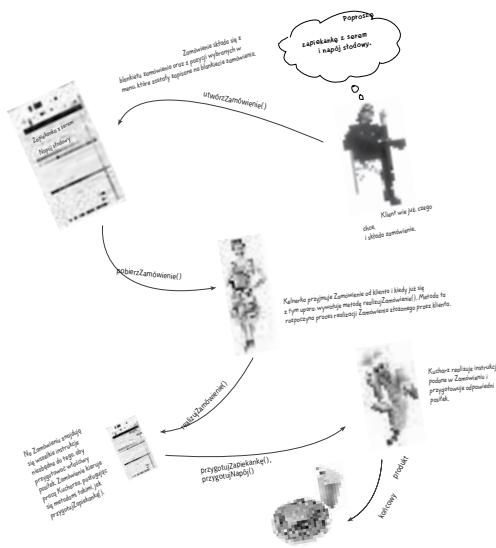 Poproszę
zapiekankę z serem
i napój słodowy.
Zamówienie składa się z
blankietu zamówienia oraz z pozycji wybranych w
menu, które zostały zapisane na blankiecie zamówienia.
utwórzZamówienie()
Zapiekanka z serem
Napój słodowy
Klient wie już, czego
chce,
i składa zamówienie.
pobierzZamówienie()
Kelnerka przyjmuje Zamówienie od klienta i kiedy już się
z tym upora, wywołuje metodę realizujZamówienie(). Metoda ta
rozpoczyna proces realizacji Zamówienia złożonego przez klienta.
realizujZamówienie()
Kucharz realizuje instrukcje
podane w Zamówieniu i
przygotowuje odpowiedni
posiłek.
Na Zamówieniu znajdują
się wszelkie instrukcje
niezbędne do tego, aby
przygotować właściwy
posiłek. Zamówienie kieruje
pracą Kucharza, posługując
się metodami takimi, jak
przygotujZapiekankę().
przygotujZapiekankę(),
przygotujNapój()
produkt
końcowy